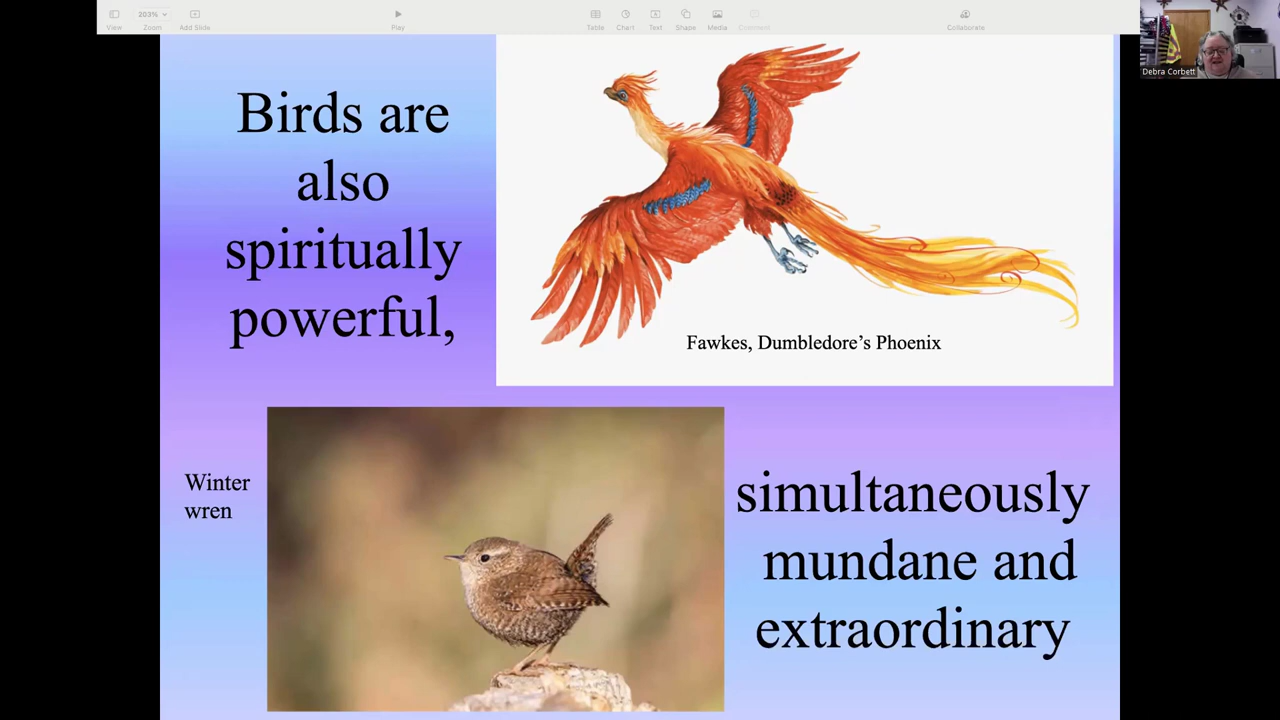 203%
View
Zoom
Add Slide
Play
Table
Chart
Text
Shape
Media
Comment
Collaborate
Debra Corbett
Birds are
also
spiritually
powerful,
Fawkes, Dumbledore’s Phoenix
Winter
wren
simultaneously
mundane and
extraordinary